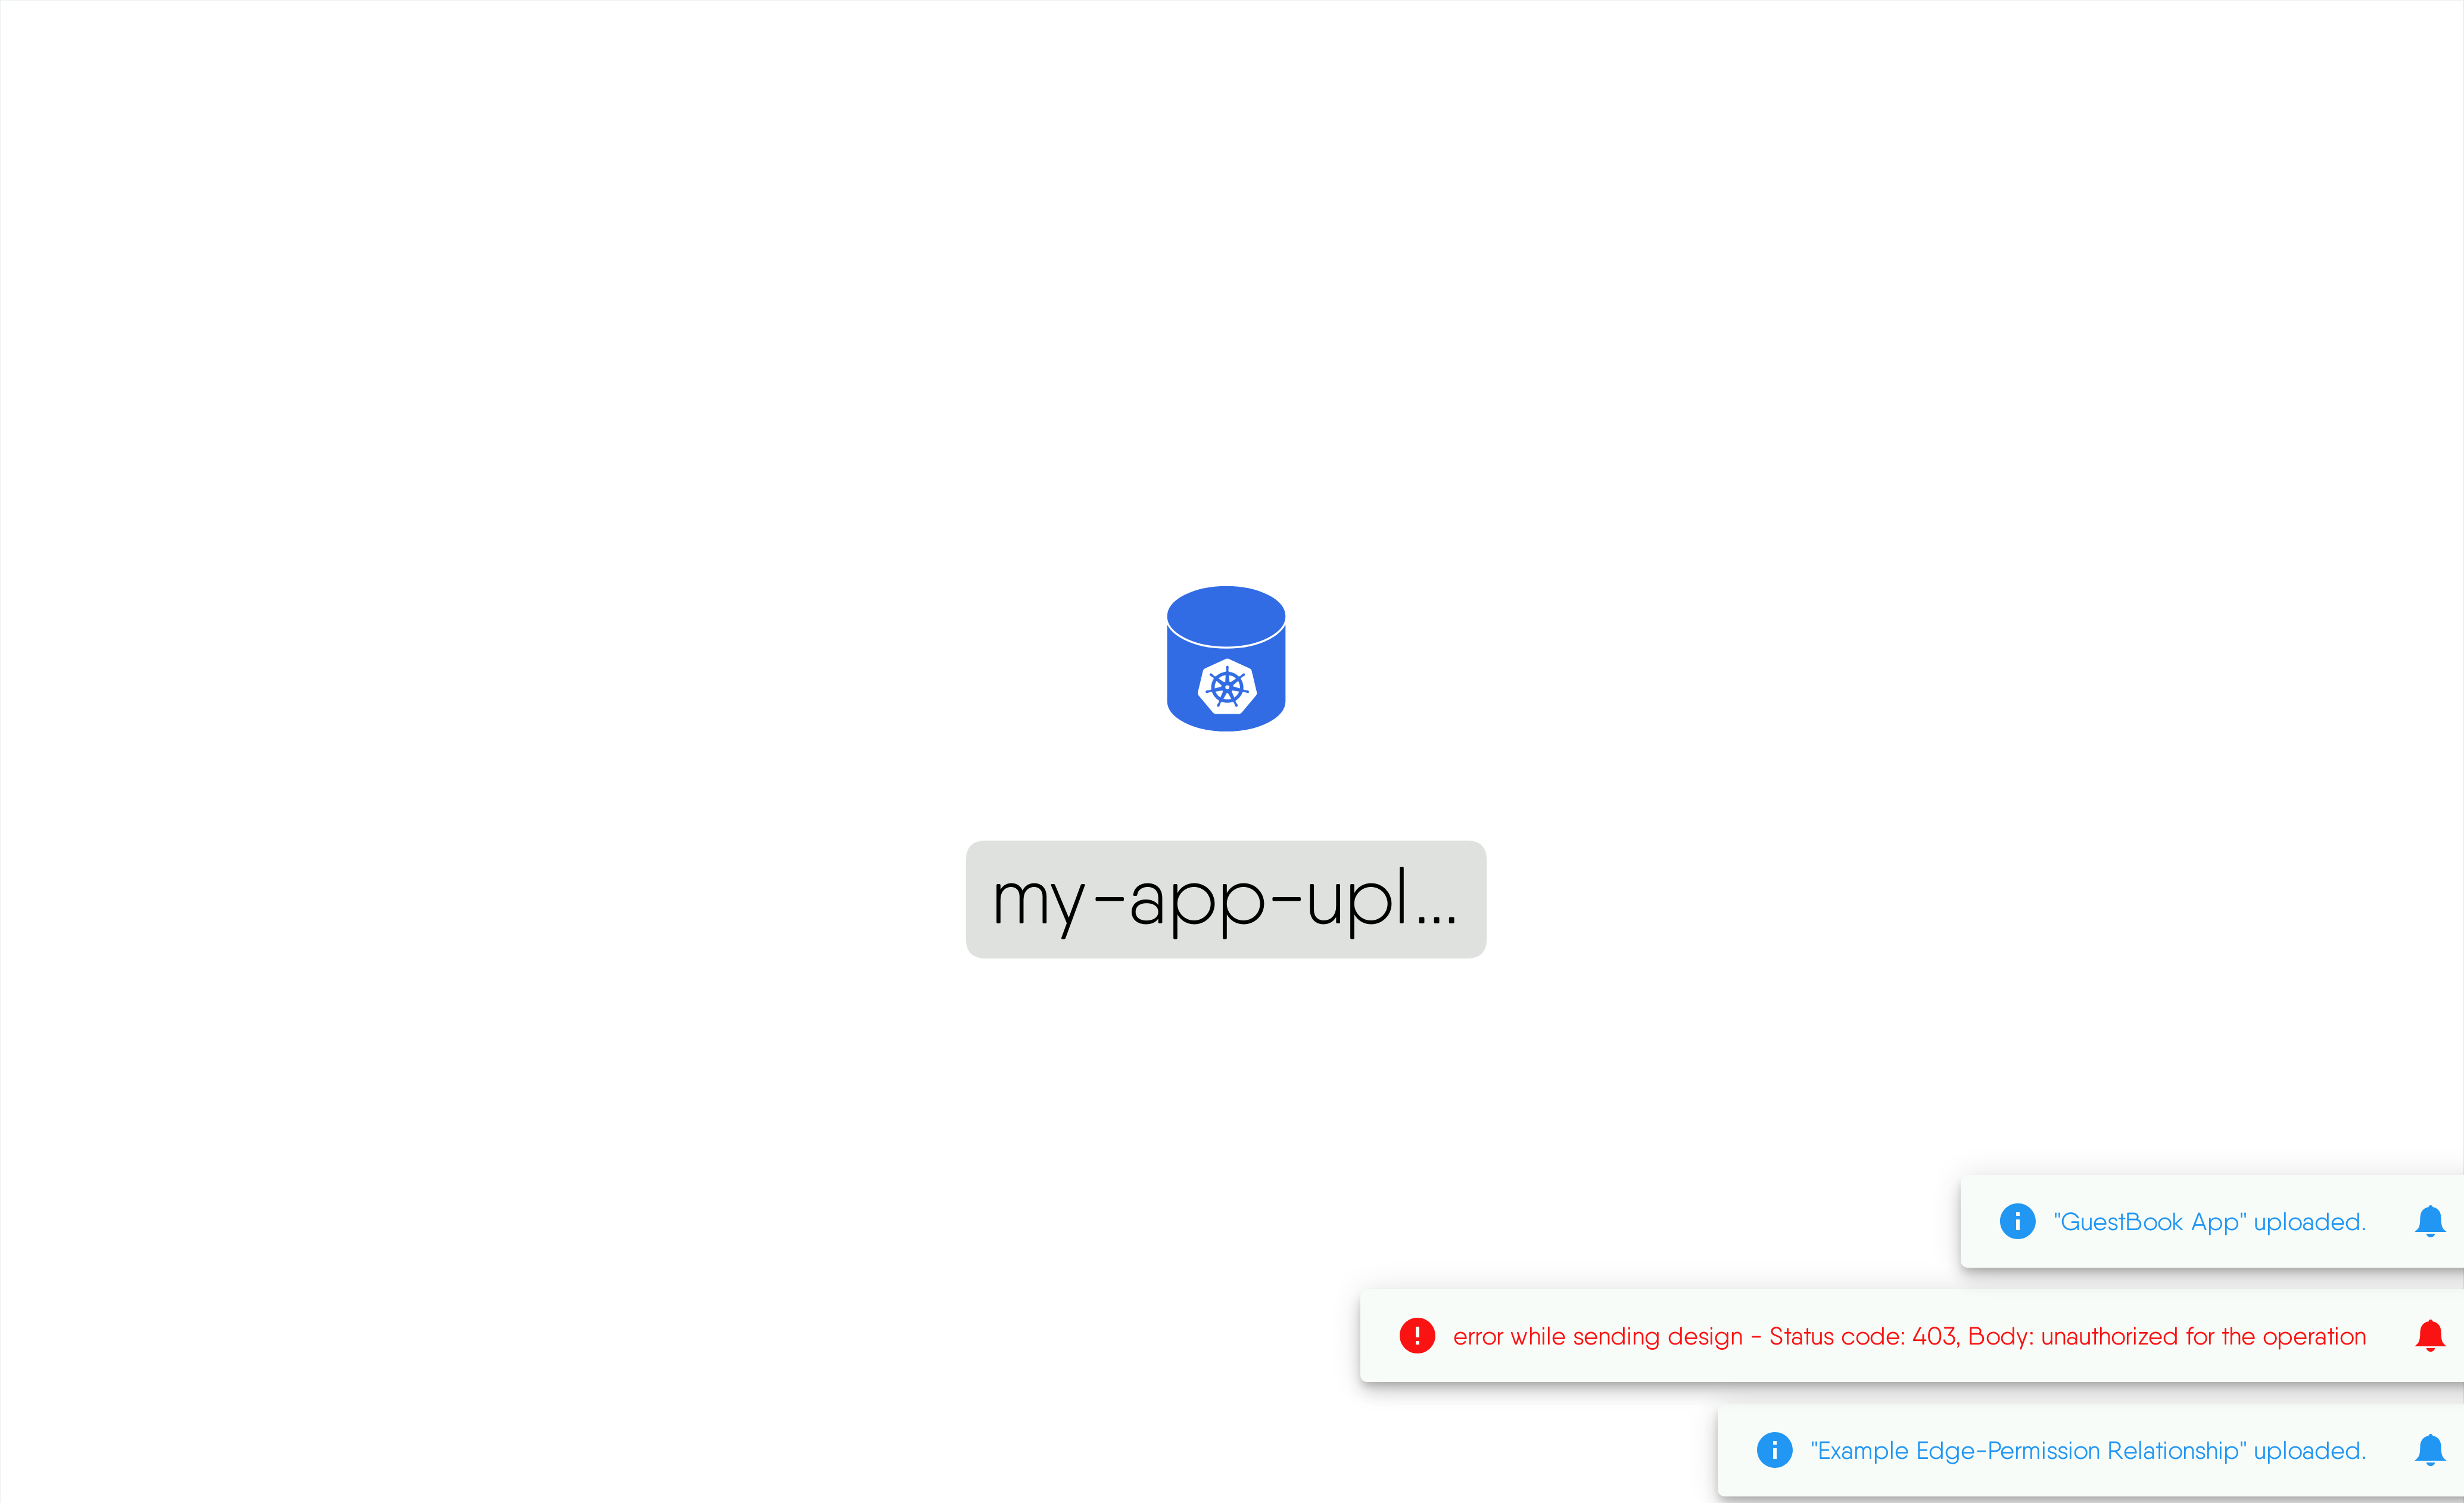 my-app-upl...
"GuestBook App" uploaded.
error while sending design - Status code: 403, Body: unauthorized for the operation
"Example Edge-Permission Relationship" uploaded.